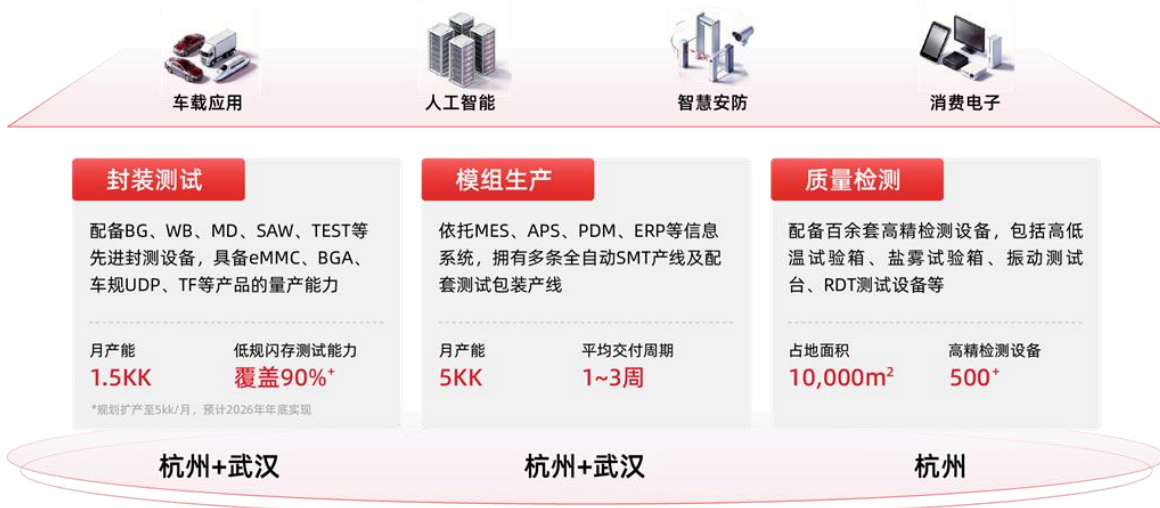 车载应用
人工智能
智慧安防
消费电子
封装测试
配备BG、WB、MD、SAW、TEST等
先进封测设备，具备eMMC、BGA、
车规UDP、TF等产品的量产能力
月产能
低规闪存测试能力
1.5KK
覆盖90%⁺
*规划扩产至5kk/月，预计2026年年底实现
杭州+武汉
模组生产
依托MES、APS、PDM、ERP等信息
系统，拥有多条全自动SMT产线及配
套测试包装产线
月产能
平均交付周期
5KK
1~3周
杭州+武汉
质量检测
配备百余套高精检测设备，包括高低
温试验箱、盐雾试验箱、振动测试
台、RDT测试设备等
占地面积
高精检测设备
10,000m²
500⁺
杭州